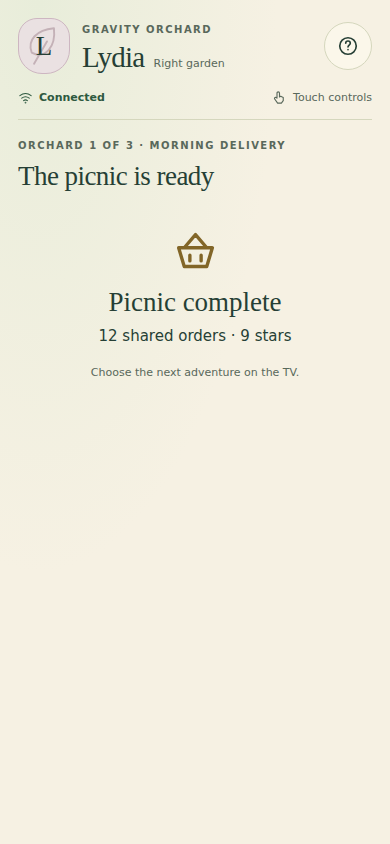 L
GRAVITY ORCHARD
Lydia Right garden
Connected
Touch controls
ORCHARD 1 OF 3 · MORNING DELIVERY
The picnic is ready
Picnic complete
12 shared orders · 9 stars
Choose the next adventure on the TV.